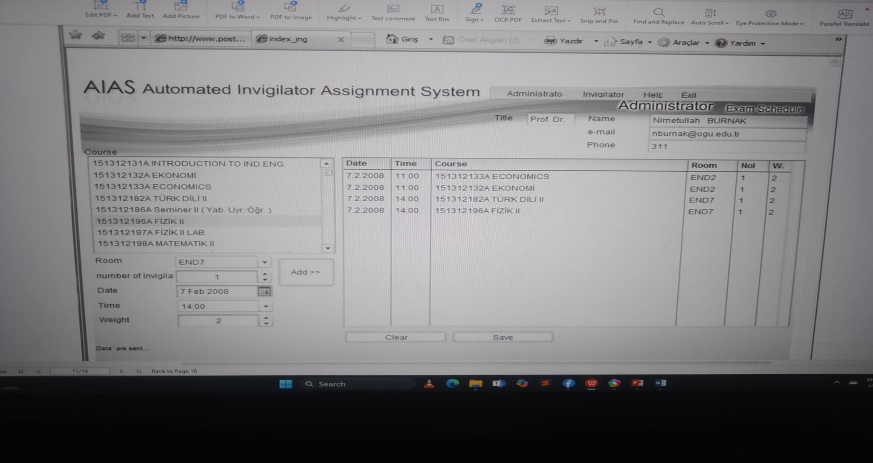 Edit PDF Add Text Add Picture PDF to Word PDF to Image Highlight Text comment Text Box Sign OCR PDF Extract Text Snip and Pin Find and Replace Auto Scroll Eye Protection Mode Parallel Translate
http://www.post... index_ing X Giriş Yazdır Sayfa Araçlar Yardım »
AIAS Automated Invigilator Assignment System
Administrato Invigilator Help Exit
Administrator Exam Schedule
Title Prof. Dr. Name Nimetullah BURNAK
e-mail nburnak@ogu.edu.tr
Phone 311
Course
151312131A INTRODUCTION TO IND.ENG.
151312132A EKONOMİ
151312133A ECONOMICS
151312182A TÜRK DİLİ II
151312186A Seminer II ( Yab. Uyr. Öğr. )
151312196A FİZİK II
151312197A FİZİK II LAB.
151312198A MATEMATİK II
Date Time Course Room NoI W.
7.2.2008 11:00 151312133A ECONOMICS END2 1 2
7.2.2008 11:00 151312132A EKONOMİ END2 1 2
7.2.2008 14:00 151312182A TÜRK DİLİ II END7 1 2
7.2.2008 14:00 151312196A FİZİK II END7 1 2
Room END7
number of invigila 1
Add >>
Date 7 Feb 2008
Time 14:00
Weight 2
Clear Save
Data are sent...
11/16 Back to Page 16
Search